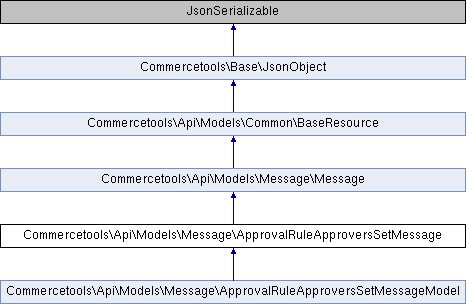 JsonSerializable
Commercetools\Base\JsonObject
Commercetools\Api\Models\Common\BaseResource
Commercetools\Api\Models\Message\Message
Commercetools\Api\Models\Message\ApprovalRuleApproversSetMessage
Commercetools\Api\Models\Message\ApprovalRuleApproversSetMessageModel